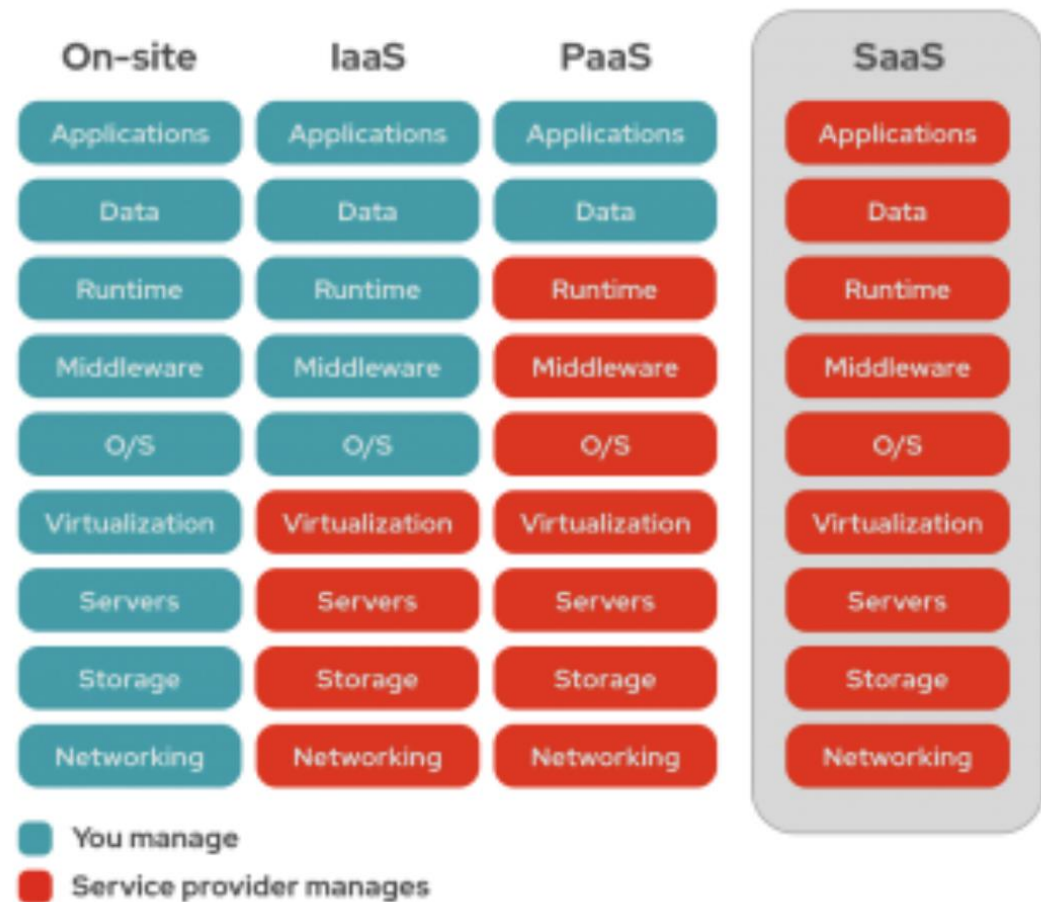 On-site IaaS PaaS SaaS
Applications Applications Applications Applications
Data Data Data Data
Runtime Runtime Runtime Runtime
Middleware Middleware Middleware Middleware
O/S O/S O/S O/S
Virtualization Virtualization Virtualization Virtualization
Servers Servers Servers Servers
Storage Storage Storage Storage
Networking Networking Networking Networking
You manage
Service provider manages